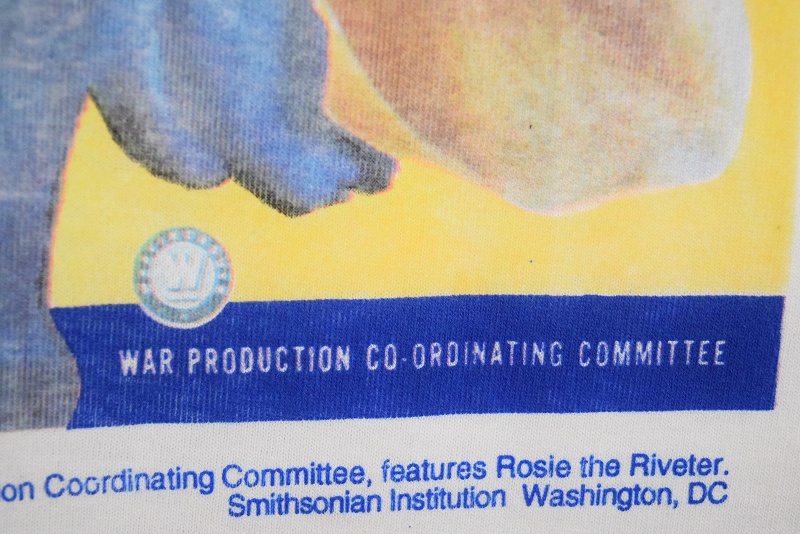 W
WAR PRODUCTION CO-ORDINATING COMMITTEE
on Coordinating Committee, features Rosie the Riveter.
Smithsonian Institution Washington, DC